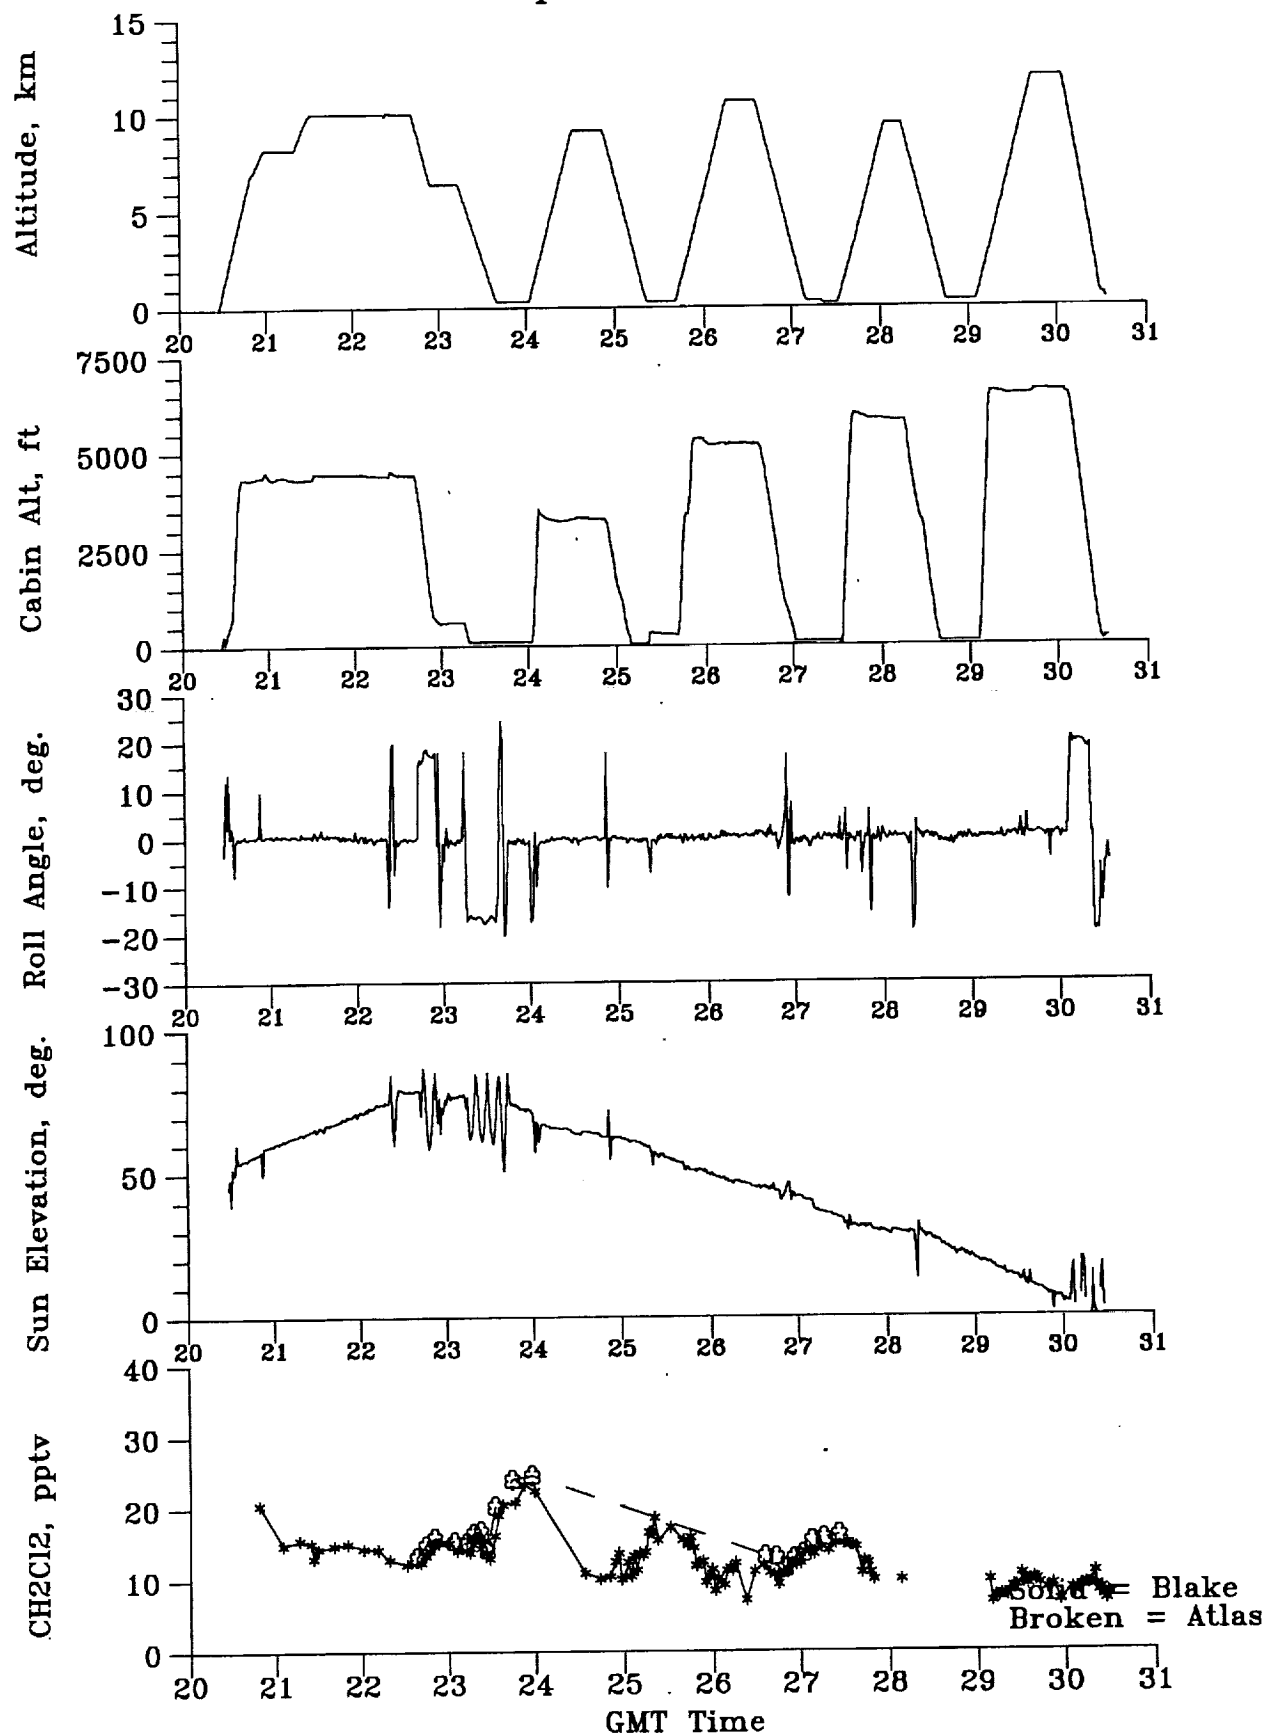 15
10
5
0
Altitude, km
20 21 22 23 24 25 26 27 28 29 30 31
7500
5000
2500
0
Cabin Alt, ft
20 21 22 23 24 25 26 27 28 29 30 31
30
20
10
0
-10
-20
-30
Roll Angle, deg.
20 21 22 23 24 25 26 27 28 29 30 31
100
50
0
Sun Elevation, deg.
20 21 22 23 24 25 26 27 28 29 30 31
40
30
20
10
0
CH2Cl2, pptv
Solid = Blake
Broken = Atlas
20 21 22 23 24 25 26 27 28 29 30 31
GMT Time